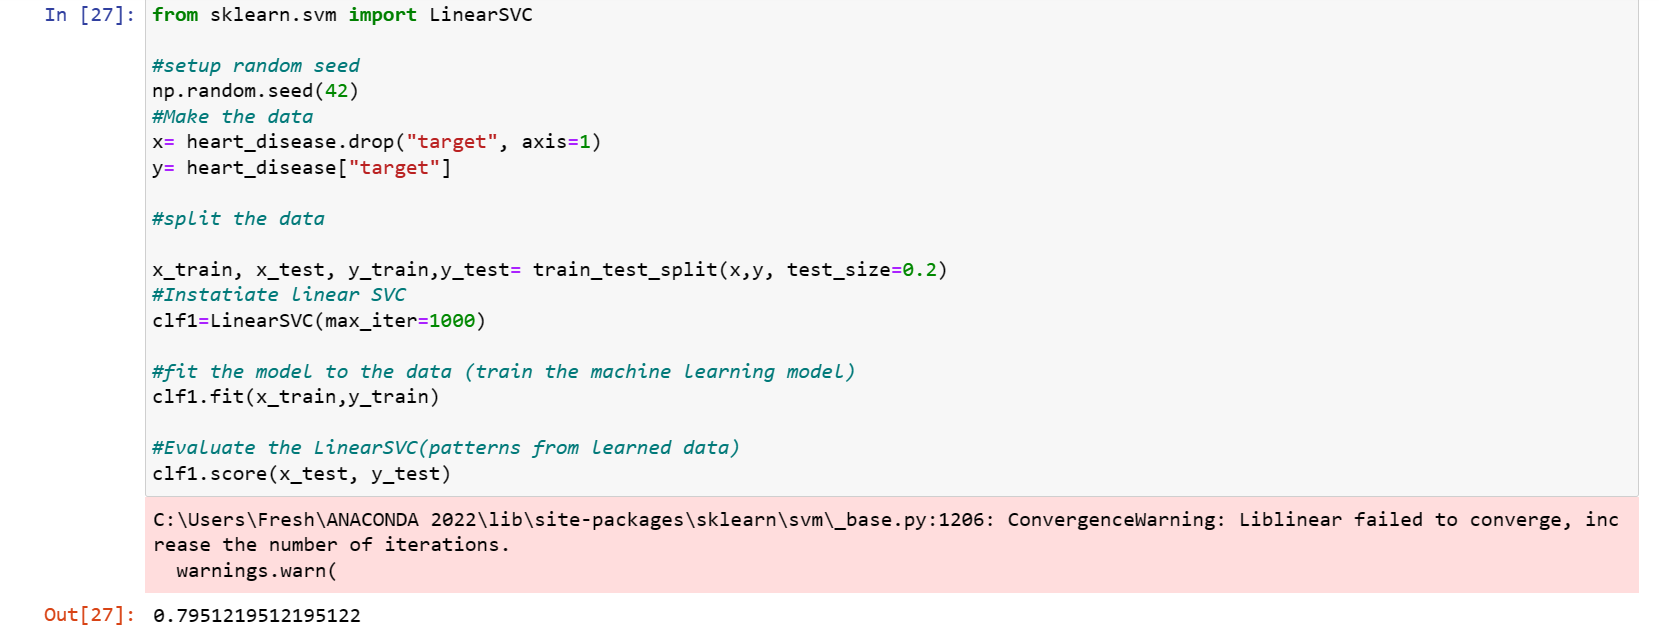 In [27]: from sklearn.svm import LinearSVC
#setup random seed
np.random.seed(42)
#Make the data
x= heart_disease.drop("target", axis=1)
y= heart_disease["target"]
#split the data
x_train, x_test, y_train,y_test= train_test_split(x,y, test_size=0.2)
#Instatiate linear SVC
clf1=LinearSVC(max_iter=1000)
#fit the model to the data (train the machine learning model)
clf1.fit(x_train,y_train)
#Evaluate the LinearSVC(patterns from learned data)
clf1.score(x_test, y_test)
C:\Users\Fresh\ANACONDA 2022\lib\site-packages\sklearn\svm\_base.py:1206: ConvergenceWarning: Liblinear failed to converge, inc
rease the number of iterations.
warnings.warn(
Out[27]: 0.7951219512195122